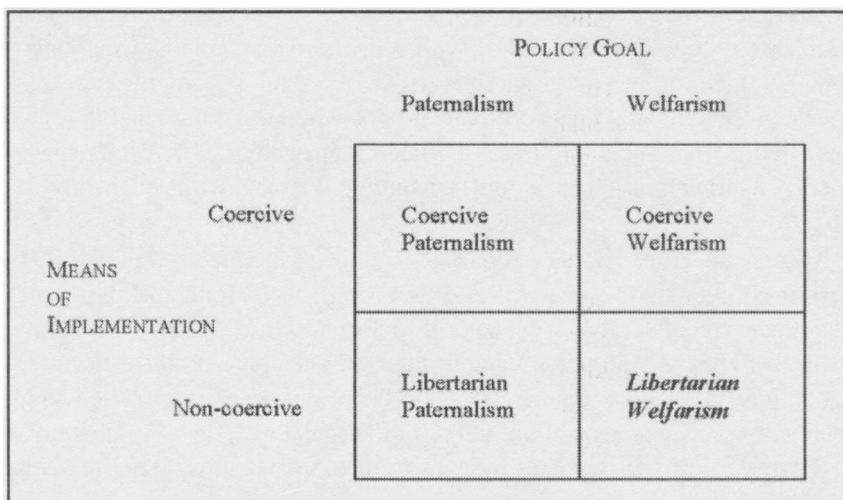 POLICY GOAL
Paternalism Welfarism
Coercive
Coercive Paternalism
Coercive Welfarism
MEANS
OF
IMPLEMENTATION
Non-coercive
Libertarian Paternalism
Libertarian Welfarism